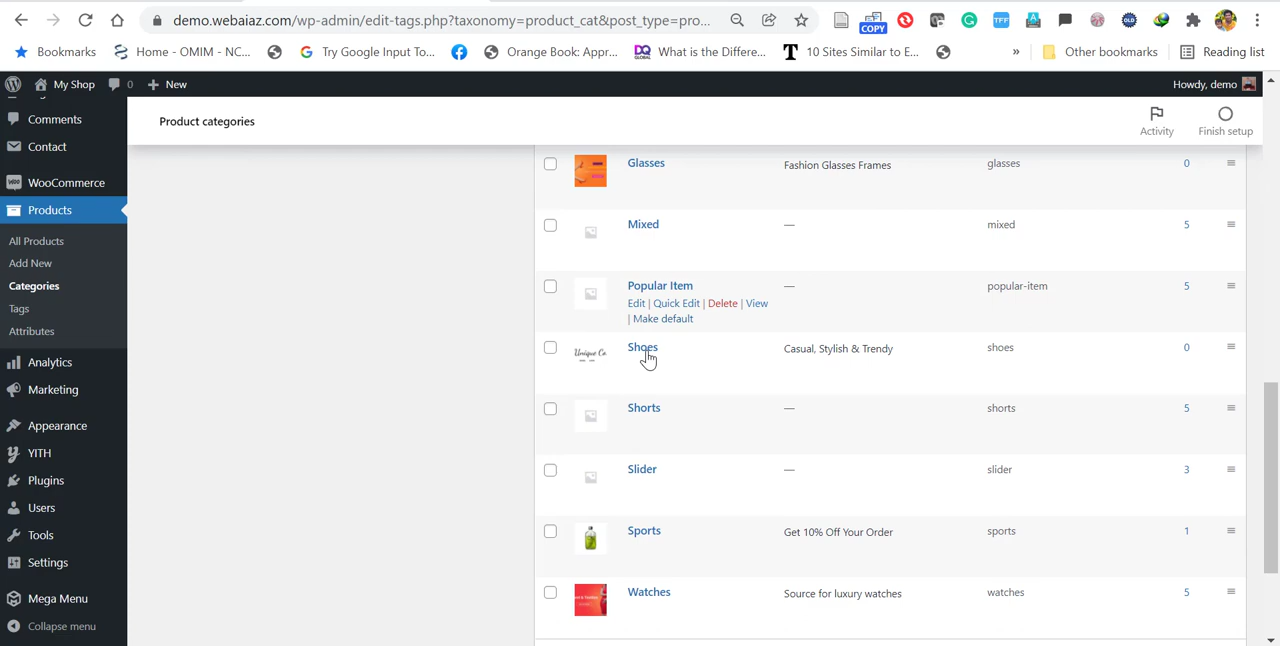 demo.webaiaz.com/wp-admin/edit-tags.php?taxonomy=product_cat&post_type=pro...
COPY
TFF
OLD
Bookmarks
Home - OMIM - NC...
Try Google Input To...
Orange Book: Appr...
DQ GLOBAL
What is the Differe...
T
10 Sites Similar to E...
»
Other bookmarks
Reading list
My Shop
0
New
Howdy, demo
Product categories
Activity
Finish setup
Comments
Contact
WooCommerce
Products
All Products
Add New
Categories
Tags
Attributes
Analytics
Marketing
Appearance
YITH
Plugins
Users
Tools
Settings
Mega Menu
Collapse menu
Glasses Fashion Glasses Frames glasses 0
Mixed — mixed 5
Popular Item — popular-item 5
Edit | Quick Edit | Delete | View
| Make default
Unique Co
Shoes Casual, Stylish & Trendy shoes 0
Shorts — shorts 5
Slider — slider 3
Sports Get 10% Off Your Order sports 1
Watches Source for luxury watches watches 5